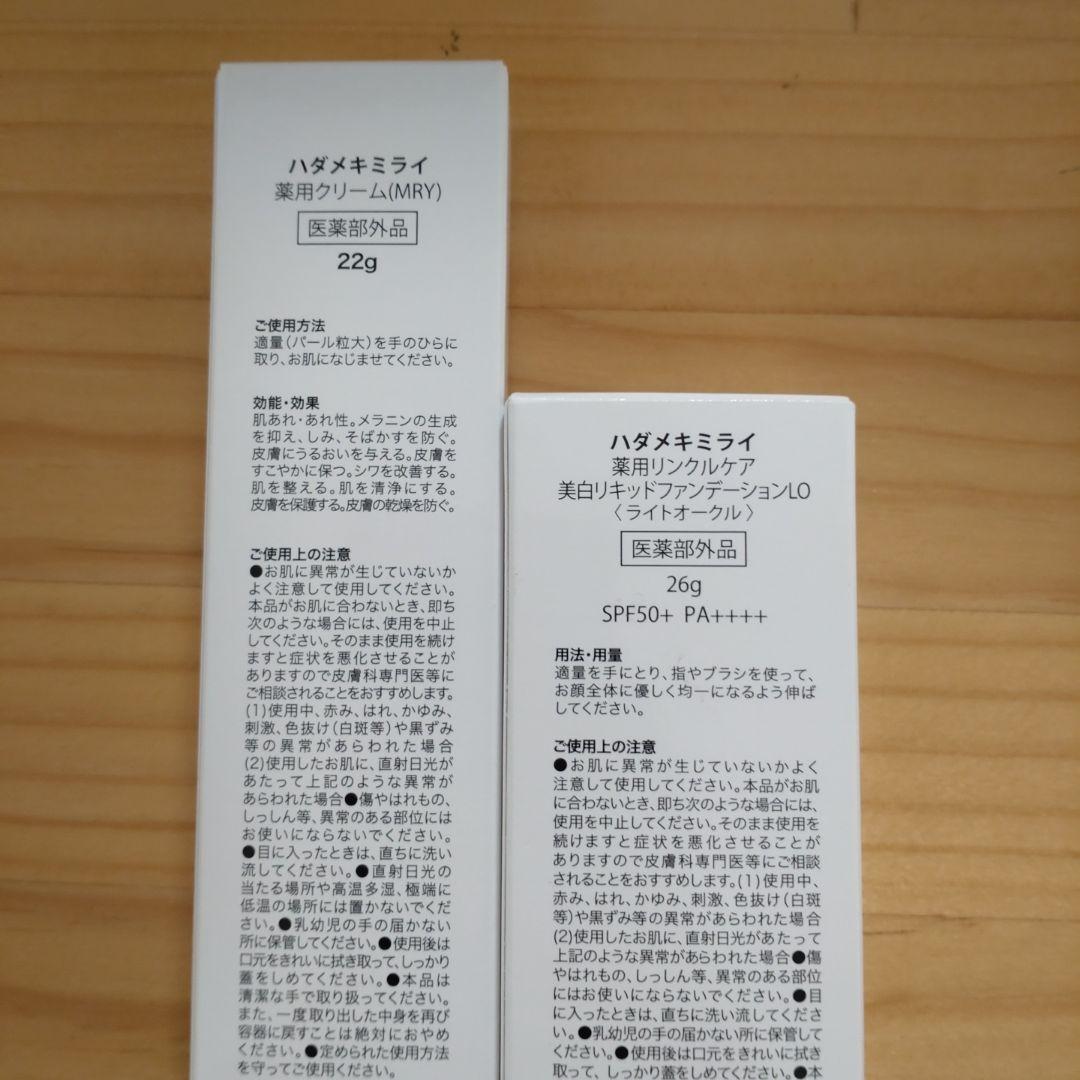 ハダメキミライ
薬用クリーム(MRY)
医薬部外品
22g
ご使用方法
適量(パール粒大)を手のひらに
取り、お肌になじませてください。
効能・効果
肌あれ・あれ性。メラニンの生成
を抑え、しみ、そばかすを防ぐ。
皮膚にうるおいを与える。皮膚を
すこやかに保つ。シワを改善する。
肌を整える。肌を清浄にする。
皮膚を保護する。皮膚の乾燥を防ぐ。
ご使用上の注意
●お肌に異常が生じていないか
よく注意して使用してください。
本品がお肌に合わないとき、即ち
次のような場合には、使用を中止
してください。そのまま使用を続け
ますと症状を悪化させることが
ありますので皮膚科専門医等に
ご相談されることをおすすめします。
(1)使用中、赤み、はれ、かゆみ、
刺激、色抜け(白斑等)や黒ずみ
等の異常があらわれた場合
(2)使用したお肌に、直射日光が
あたって上記のような異常が
あらわれた場合●傷やはれもの、
しっしん等、異常のある部位には
お使いにならないでください。
●目に入ったときは、直ちに洗い
流してください。●直射日光の
当たる場所や高温多湿、極端に
低温の場所には置かないでくだ
さい。●乳幼児の手の届かない
所に保管してください。●使用後は
口元をきれいに拭き取って、しっかり
蓋をしめてください。●本品は
清潔な手で取り扱ってください。
また、一度取り出した中身を再び
容器に戻すことは絶対におやめ
ください。●定められた使用方法
を守ってご使用ください。
ハダメキミライ
薬用リンクルケア
美白リキッドファンデーションLO
〈ライトオークル〉
医薬部外品
26g
SPF50+ PA++++
用法・用量
適量を手にとり、指やブラシを使って、
お顔全体に優しく均一になるよう伸ば
してください。
ご使用上の注意
●お肌に異常が生じていないかよく
注意して使用してください。本品がお肌
に合わないとき、即ち次のような場合には、
使用を中止してください。そのまま使用を
続けますと症状を悪化させることが
ありますので皮膚科専門医等にご相談
されることをおすすめします。(1)使用中、
赤み、はれ、かゆみ、刺激、色抜け(白斑
等)や黒ずみ等の異常があらわれた場合
(2)使用したお肌に、直射日光があたって
上記のような異常があらわれた場合●傷
やはれもの、しっしん等、異常のある部位
にはお使いにならないでください。●目
に入ったときは、直ちに洗い流してくださ
い。●乳幼児の手の届かない所に保管して
ください。●使用後は口元をきれいに拭き
取って、しっかり蓋をしめてください。●本